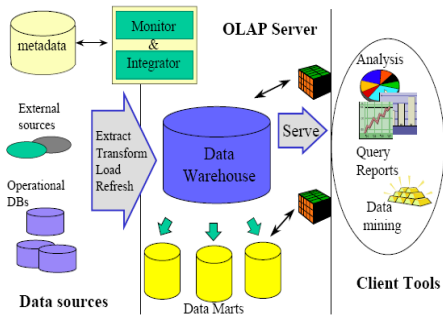 metadata
Monitor
&
Integrator
OLAP Server
External
sources
Operational
DBs
Extract
Transform
Load
Refresh
Data
Warehouse
Serve
Analysis
Query
Reports
Data
mining
Data sources
Data Marts
Client Tools